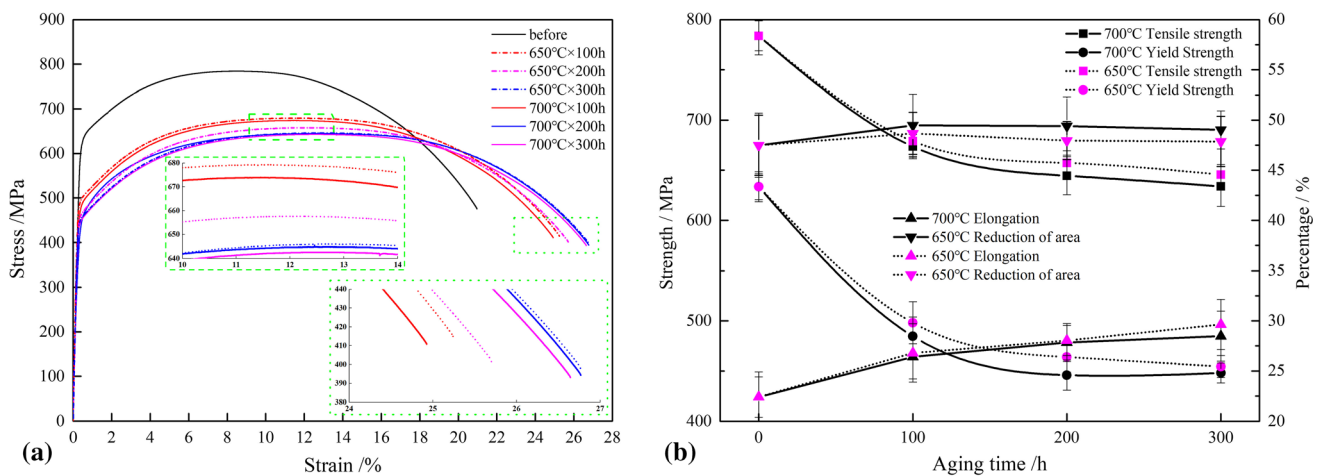 900
800
700
600
500
400
300
200
100
0
Stress /MPa
0 2 4 6 8 10 12 14 16 18 20 22 24 26 28
Strain /%
(a)
before
650℃×100h
650℃×200h
650℃×300h
700℃×100h
700℃×200h
700℃×300h
680
670
660
650
640
10 11 12 13 14
440
430
420
410
400
390
380
24 25 26 27
800
700
600
500
400
Strength / MPa
0 100 200 300
Aging time /h
(b)
60
55
50
45
40
35
30
25
20
Percentage / %
700℃ Tensile strength
700℃ Yield Strength
650℃ Tensile strength
650℃ Yield Strength
700℃ Elongation
650℃ Reduction of area
650℃ Elongation
650℃ Reduction of area